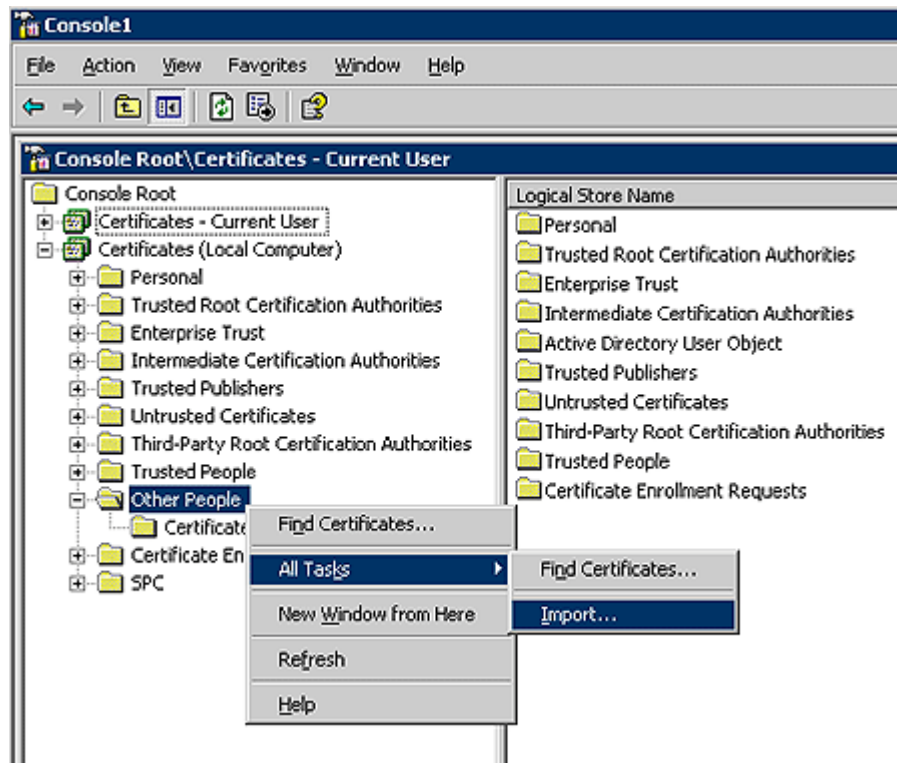 Console1
File Action View Favorites Window Help
Console Root\Certificates - Current User
Console Root
Certificates - Current User
Certificates (Local Computer)
Personal
Trusted Root Certification Authorities
Enterprise Trust
Intermediate Certification Authorities
Trusted Publishers
Untrusted Certificates
Third-Party Root Certification Authorities
Trusted People
Other People
Certificate
Certificate En
SPC
Logical Store Name
Personal
Trusted Root Certification Authorities
Enterprise Trust
Intermediate Certification Authorities
Active Directory User Object
Trusted Publishers
Untrusted Certificates
Third-Party Root Certification Authorities
Trusted People
Certificate Enrollment Requests
Find Certificates...
All Tasks
New Window from Here
Refresh
Help
Find Certificates...
Import...